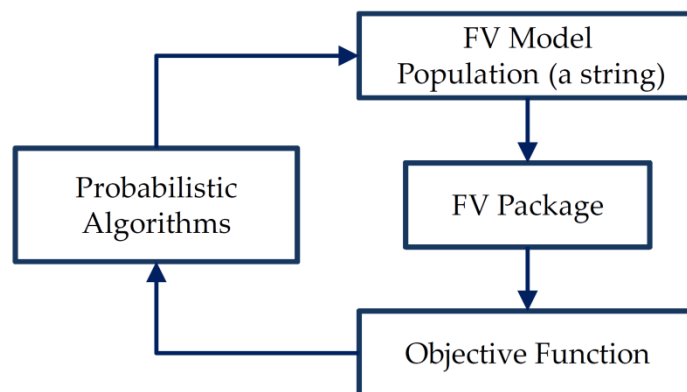 FV Model
Population (a string)
Probabilistic
Algorithms
FV Package
Objective Function